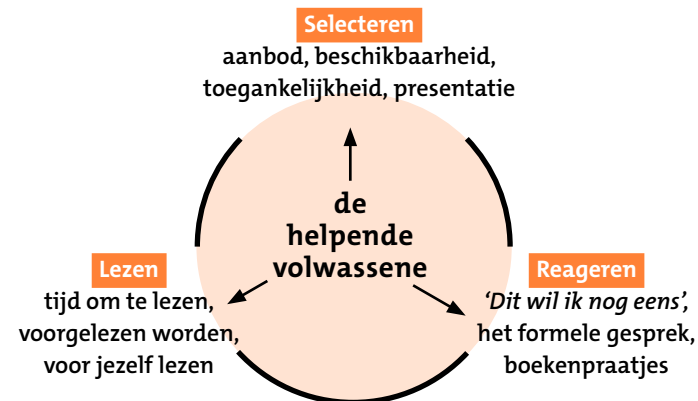 Selecteren
aanbod, beschikbaarheid,
toegankelijkheid, presentatie
de
helpende
volwassene
Lezen
tijd om te lezen,
voorgelezen worden,
voor jezelf lezen
Reageren
‘Dit wil ik nog eens’,
het formele gesprek,
boekenpraatjes